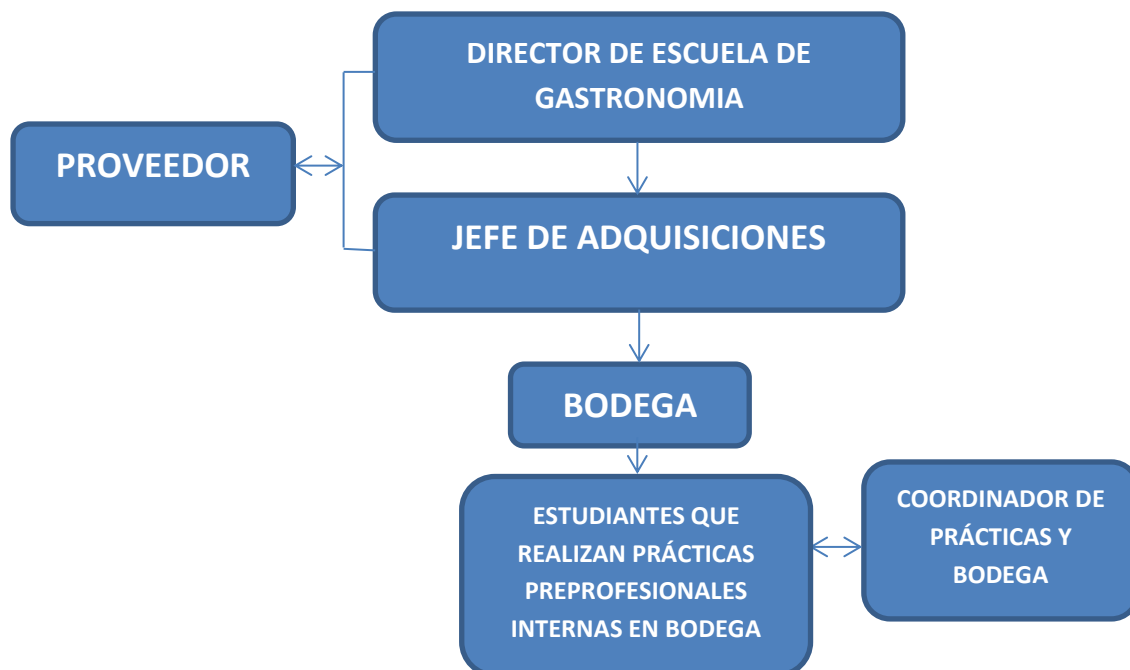 DIRECTOR DE ESCUELA DE
GASTRONOMIA
PROVEEDOR
JEFE DE ADQUISICIONES
BODEGA
ESTUDIANTES QUE
REALIZAN PRÁCTICAS
PREPROFESIONALES
INTERNAS EN BODEGA
COORDINADOR DE
PRÁCTICAS Y
BODEGA